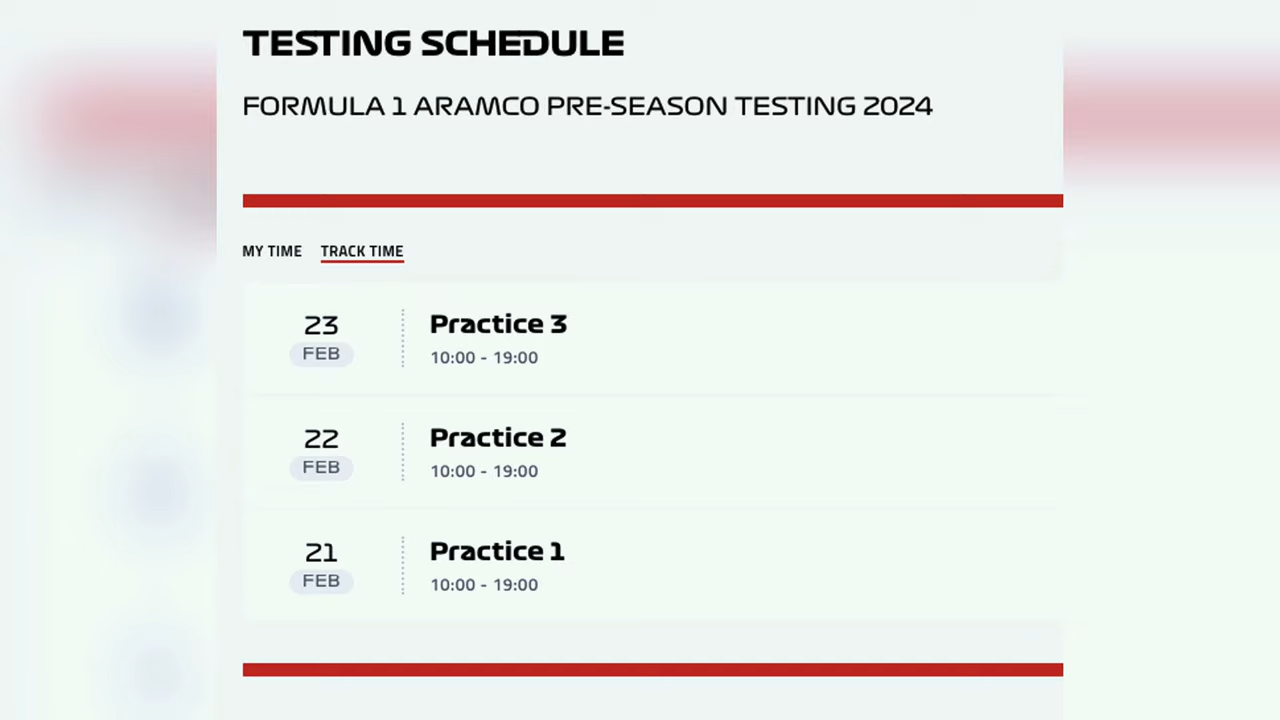 TESTING SCHEDULE
FORMULA 1 ARAMCO PRE-SEASON TESTING 2024
MY TIME TRACK TIME
23
FEB
Practice 3
10:00 - 19:00
22
FEB
Practice 2
10:00 - 19:00
21
FEB
Practice 1
10:00 - 19:00